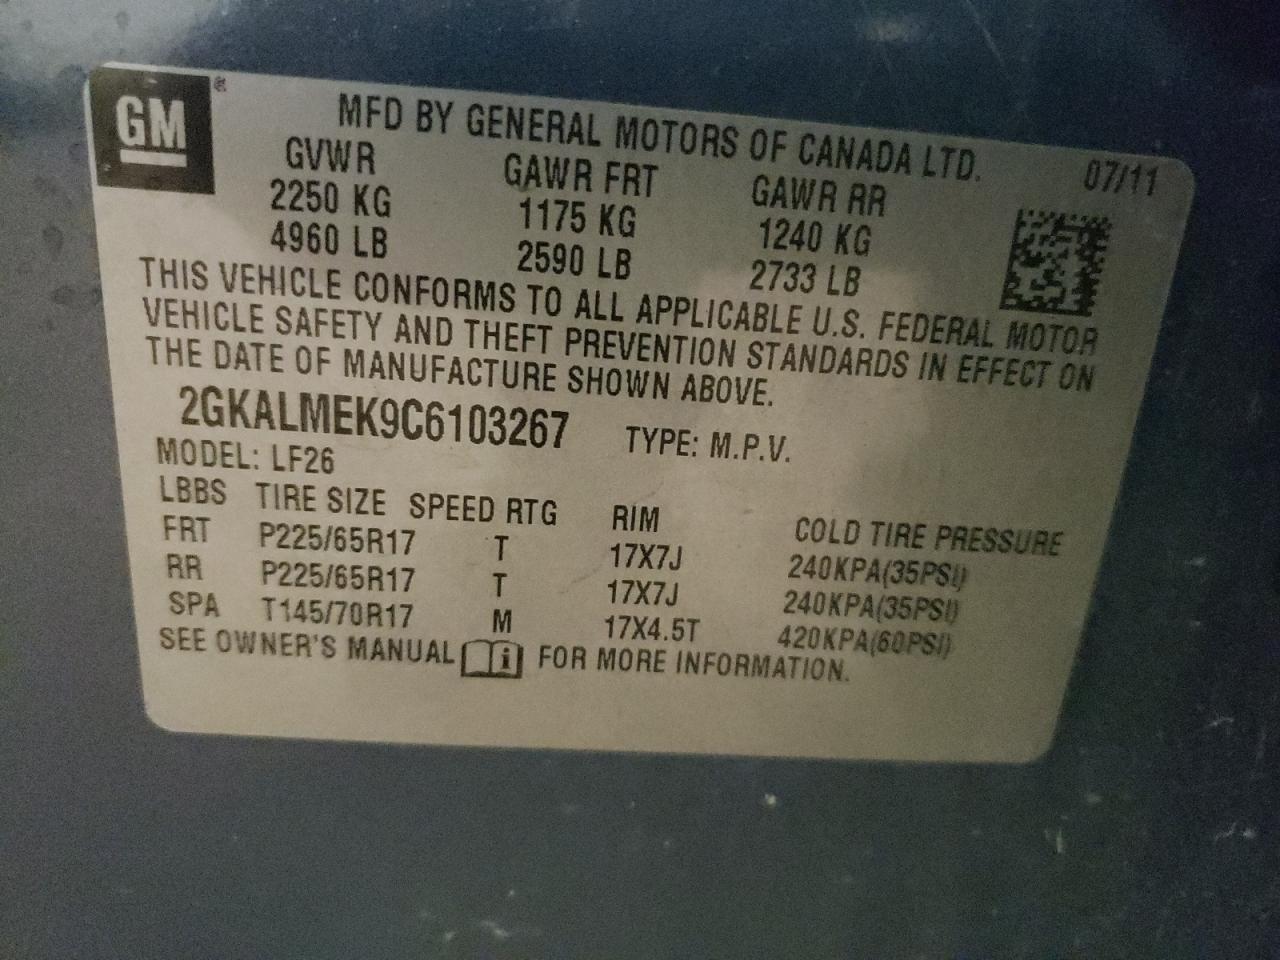 GM
MFD BY GENERAL MOTORS OF CANADA LTD. 07/11
GVWR GAWR FRT GAWR RR
2250 KG 1175 KG 1240 KG
4960 LB 2590 LB 2733 LB
THIS VEHICLE CONFORMS TO ALL APPLICABLE U.S. FEDERAL MOTOR
VEHICLE SAFETY AND THEFT PREVENTION STANDARDS IN EFFECT ON
THE DATE OF MANUFACTURE SHOWN ABOVE.
2GKALMEK9C6103267 TYPE: M.P.V.
MODEL: LF26
LBBS TIRE SIZE SPEED RTG RIM COLD TIRE PRESSURE
FRT P225/65R17 T 17X7J 240KPA(35PSI)
RR P225/65R17 T 17X7J 240KPA(35PSI)
SPA T145/70R17 M 17X4.5T 420KPA(60PSI)
SEE OWNER'S MANUAL i FOR MORE INFORMATION.